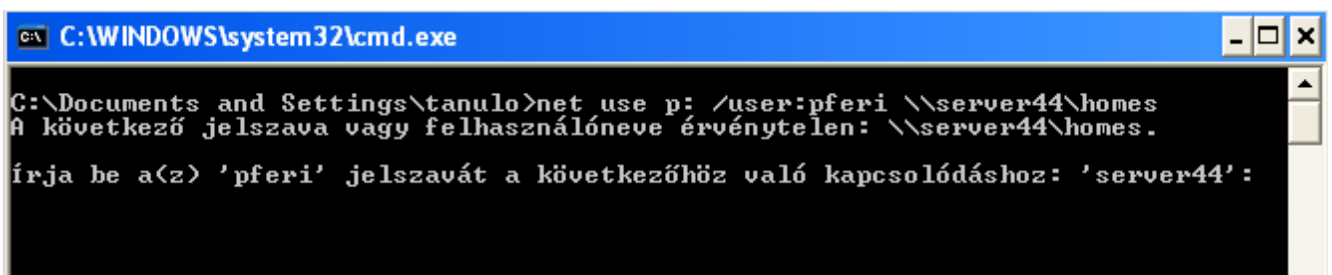 C:\WINDOWS\system32\cmd.exe
C:\Documents and Settings\tanulo>net use p: /user:pferi \\server44\homes
A következő jelszava vagy felhasználóneve érvénytelen: \\server44\homes.
írja be a(z) 'pferi' jelszavát a következőhöz való kapcsolódáshoz: 'server44':